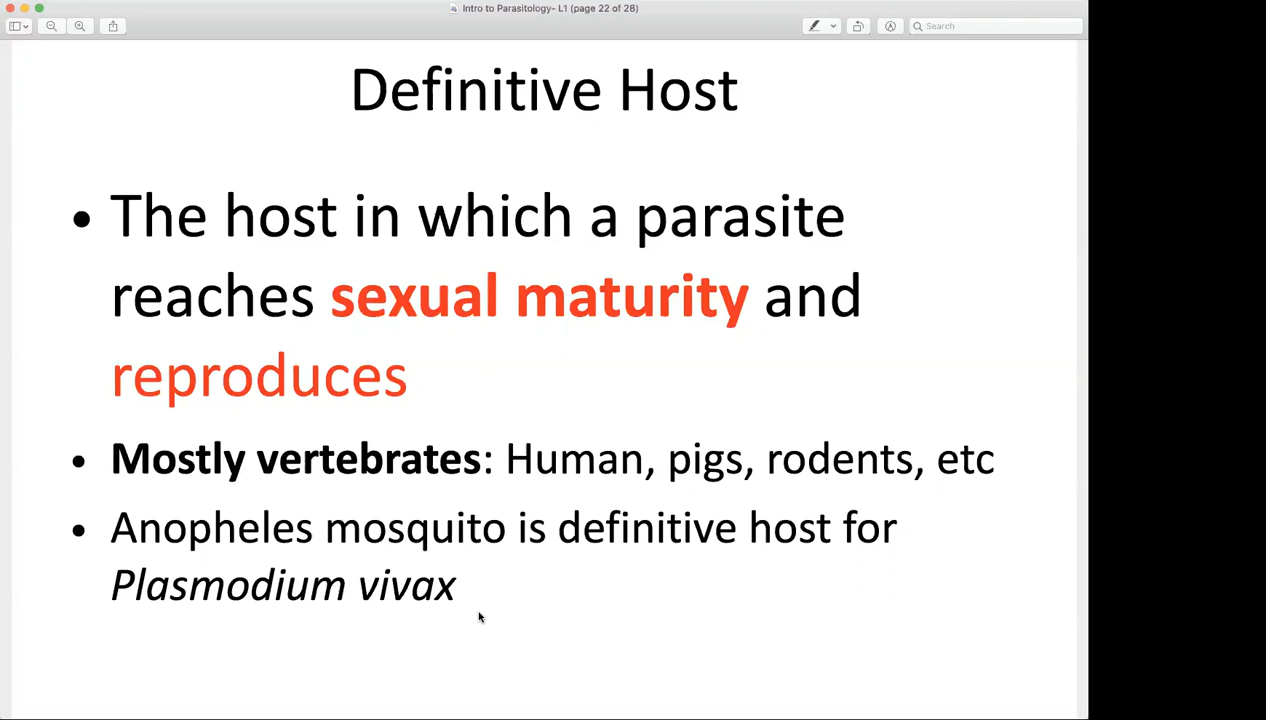 Intro to Parasitology- L1 (page 22 of 28)
Search
Definitive Host
• The host in which a parasite
reaches sexual maturity and
reproduces
• Mostly vertebrates: Human, pigs, rodents, etc
• Anopheles mosquito is definitive host for
Plasmodium vivax